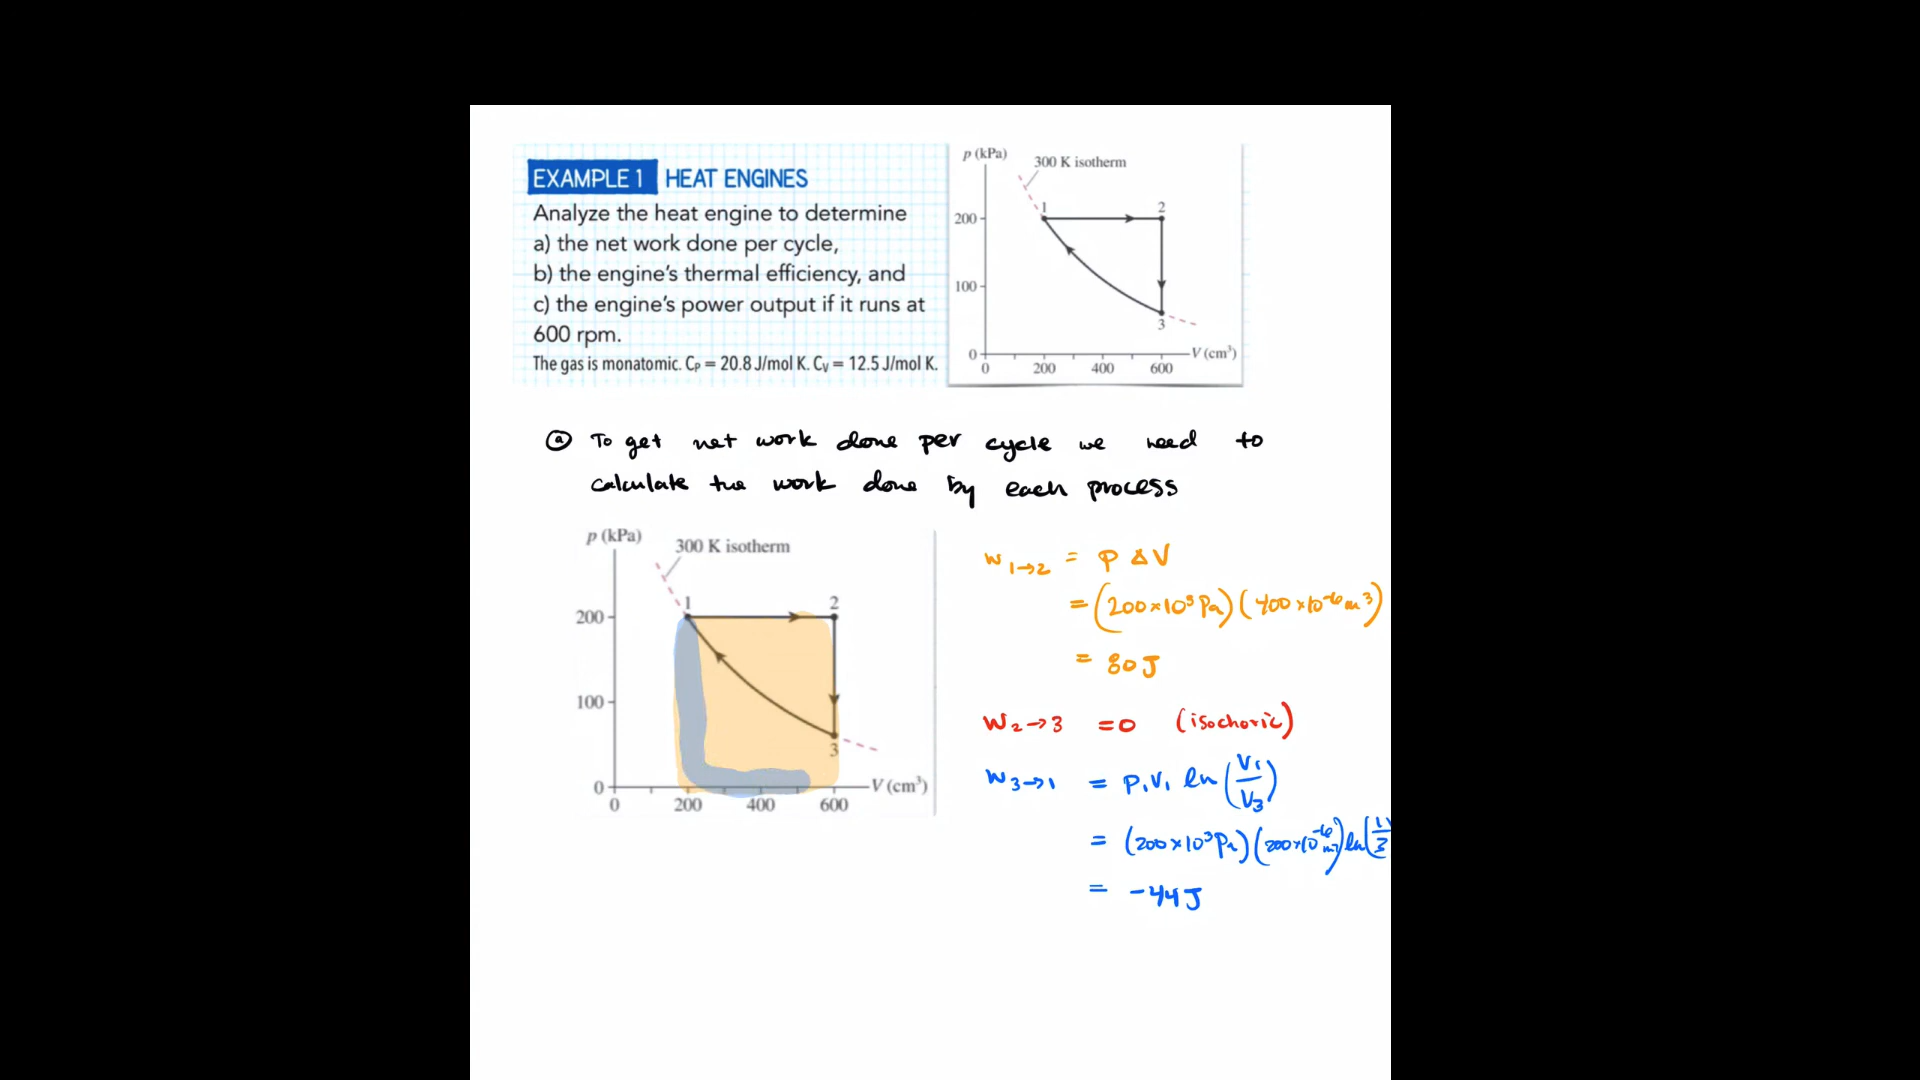 EXAMPLE 1 HEAT ENGINES
Analyze the heat engine to determine
a) the net work done per cycle,
b) the engine's thermal efficiency, and
c) the engine's power output if it runs at
600 rpm.
The gas is monatomic. Cₚ = 20.8 J/mol K. Cᵥ = 12.5 J/mol K.
p (kPa)
300 K isotherm
1 2
200
100
3
0
V (cm³)
0 200 400 600
ⓐ To get net work done per cycle we need to
calculate the work done by each process
p (kPa)
300 K isotherm
1 2
200
100
3
0
V (cm³)
0 200 400 600
W₁→₂ = P ΔV
= (200×10³ Pa) (400×10⁻⁶ m³)
= 80 J
W₂→₃ = 0 (isochoric)
W₃→₁ = P₁V₁ ln (V₁/V₃)
= (200×10³ Pa) (200×10⁻⁶ m³) ln (1/3
= -44 J